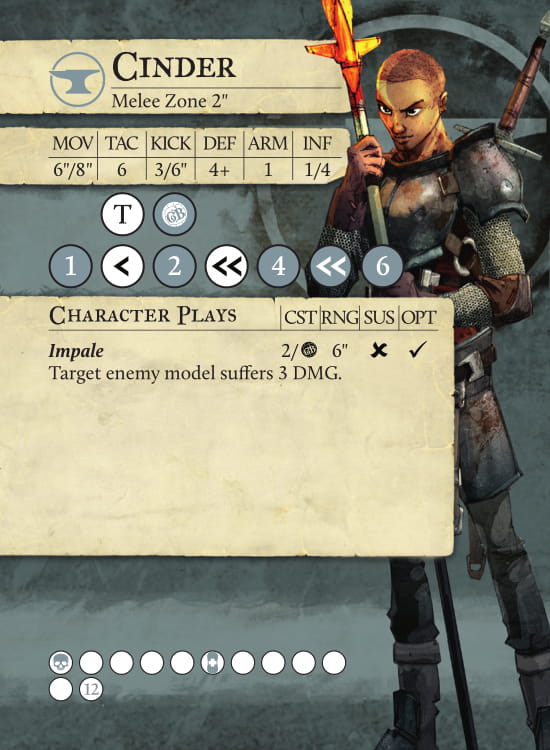 Cinder
Melee Zone 2"
MOV TAC KICK DEF ARM INF
6"/8" 6 3/6" 4+ 1 1/4
T GB
1 < 2 << 4 << 6
Character Plays CST RNG SUS OPT
Impale 2/GB 6" ✘ ✓
Target enemy model suffers 3 DMG.
12